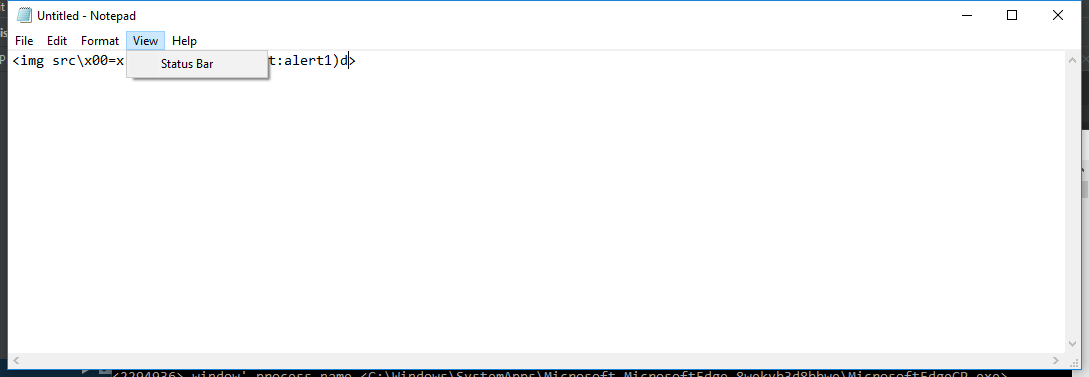 Untitled - Notepad
File Edit Format View Help
<img src\x00=x t:alert1)d>
Status Bar
<2294936> window' process name <C:\Windows\SystemApps\Microsoft.MicrosoftEdge_8wekyb3d8bbwe\MicrosoftEdgeCP.exe>